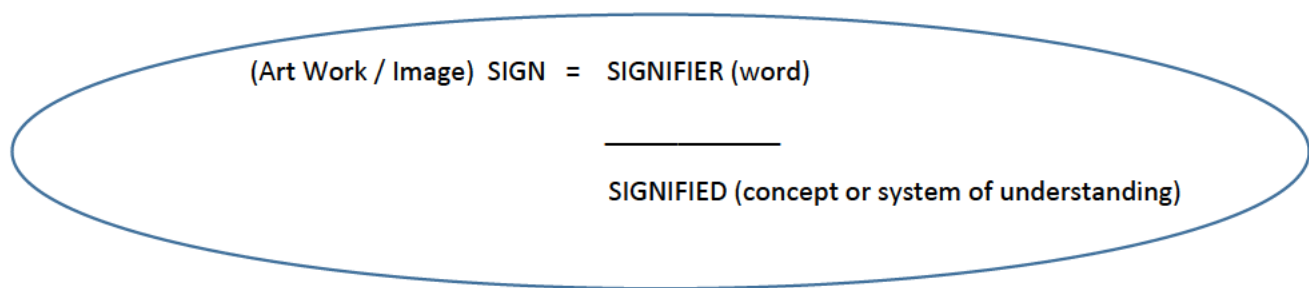 (Art Work / Image) SIGN = SIGNIFIER (word)
SIGNIFIED (concept or system of understanding)